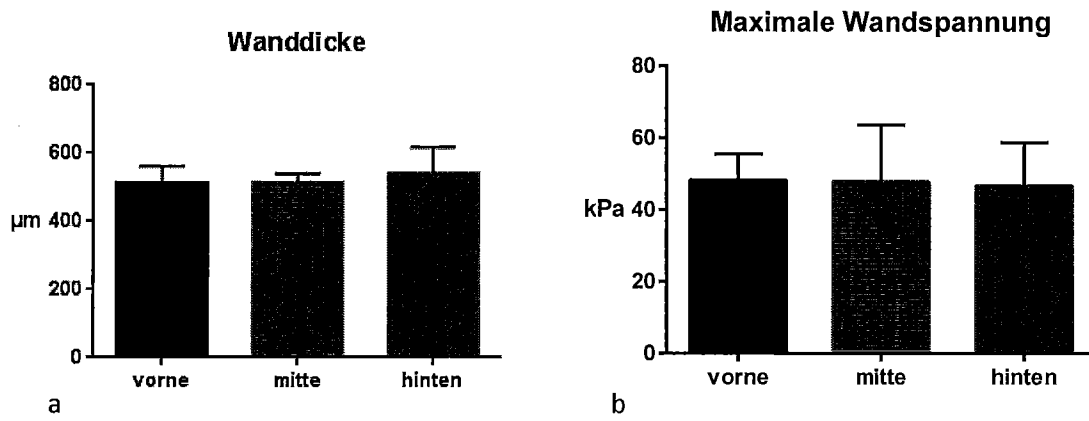 Wanddicke
800
600
µm 400
200
0
vorne mitte hinten
a
Maximale Wandspannung
80
60
kPa 40
20
0
vorne mitte hinten
b